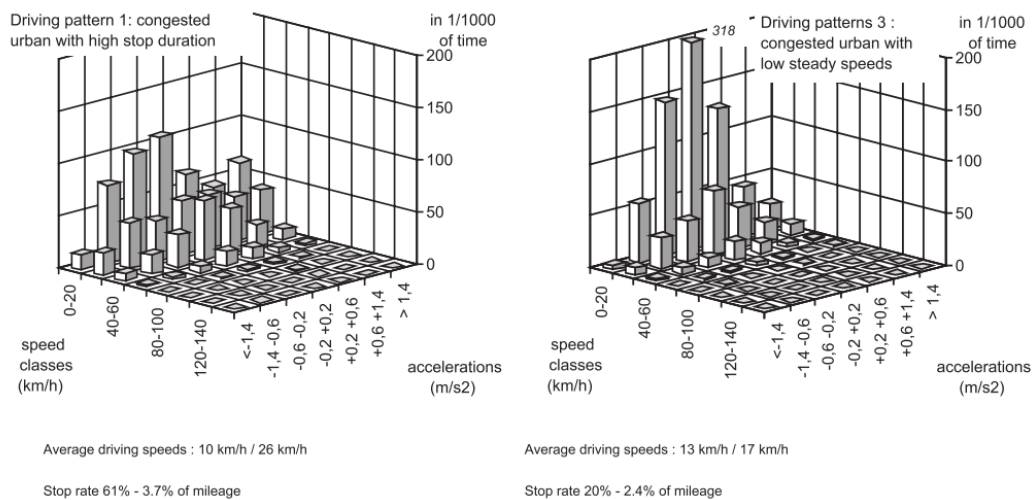 Driving pattern 1: congested
urban with high stop duration
in 1/1000
of time
200
150
100
50
0
0-20
40-60
80-100
120-140
<-1,4
-1,4 -0,6
-0,6 -0,2
-0,2 +0,2
+0,2 +0,6
+0,6 +1,4
> 1,4
speed
classes
(km/h)
accelerations
(m/s2)
Average driving speeds : 10 km/h / 26 km/h
Stop rate 61% - 3.7% of mileage
318
Driving patterns 3 :
congested urban with
low steady speeds
in 1/1000
of time
200
150
100
50
0
0-20
40-60
80-100
120-140
<-1,4
-1,4 -0,6
-0,6 -0,2
-0,2 +0,2
+0,2 +0,6
+0,6 +1,4
> 1,4
speed
classes
(km/h)
accelerations
(m/s2)
Average driving speeds : 13 km/h / 17 km/h
Stop rate 20% - 2.4% of mileage